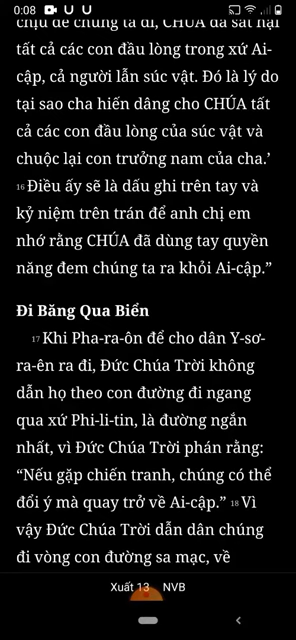 0:08
chịu để chúng ta đi, CHÚA đã sát hại
tất cả các con đầu lòng trong xứ Ai-
cập, cả người lẫn súc vật. Đó là lý do
tại sao cha hiến dâng cho CHÚA tất
cả các con đầu lòng của súc vật và
chuộc lại con trưởng nam của cha.’
16 Điều ấy sẽ là dấu ghi trên tay và
kỷ niệm trên trán để anh chị em
nhớ rằng CHÚA đã dùng tay quyền
năng đem chúng ta ra khỏi Ai-cập.”
Đi Băng Qua Biển
17 Khi Pha-ra-ôn để cho dân Y-sơ-
ra-ên ra đi, Đức Chúa Trời không
dẫn họ theo con đường đi ngang
qua xứ Phi-li-tin, là đường ngắn
nhất, vì Đức Chúa Trời phán rằng:
“Nếu gặp chiến tranh, chúng có thể
đổi ý mà quay trở về Ai-cập.” 18 Vì
vậy Đức Chúa Trời dẫn dân chúng
đi vòng con đường sa mạc, về
Xuất 13 NVB